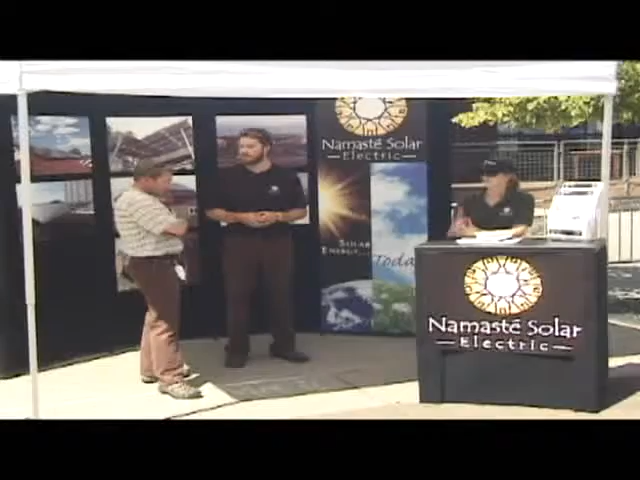 Namasté Solar
Electric
SOLAR
ENERGY...
Today
Namasté Solar
Electric